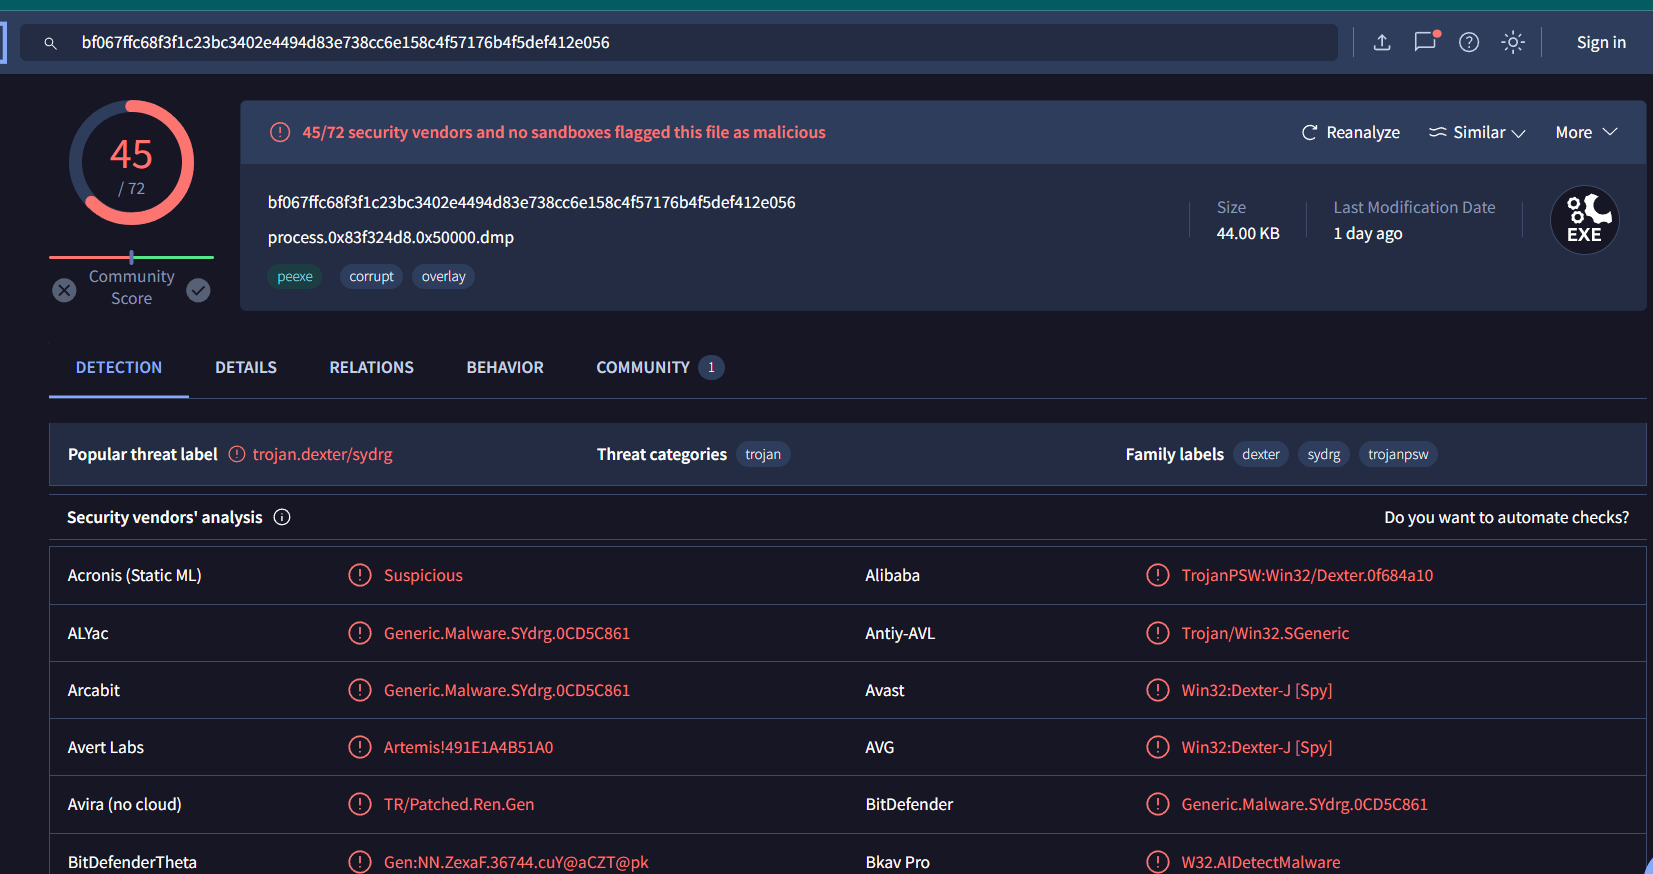 bf067ffc68f3f1c23bc3402e4494d83e738cc6e158c4f57176b4f5def412e056
Sign in
45
/ 72
Community
Score
45/72 security vendors and no sandboxes flagged this file as malicious
Reanalyze
Similar
More
bf067ffc68f3f1c23bc3402e4494d83e738cc6e158c4f57176b4f5def412e056
process.0x83f324d8.0x50000.dmp
peexe corrupt overlay
Size
44.00 KB
Last Modification Date
1 day ago
EXE
DETECTION DETAILS RELATIONS BEHAVIOR COMMUNITY 1
Popular threat label trojan.dexter/sydrg Threat categories trojan Family labels dexter sydrg trojanpsw
Security vendors' analysis Do you want to automate checks?
Acronis (Static ML) Suspicious Alibaba TrojanPSW:Win32/Dexter.0f684a10
ALYac Generic.Malware.SYdrg.0CD5C861 Antiy-AVL Trojan/Win32.SGeneric
Arcabit Generic.Malware.SYdrg.0CD5C861 Avast Win32:Dexter-J [Spy]
Avert Labs Artemis!491E1A4B51A0 AVG Win32:Dexter-J [Spy]
Avira (no cloud) TR/Patched.Ren.Gen BitDefender Generic.Malware.SYdrg.0CD5C861
BitDefenderTheta Gen:NN.ZexaF.36744.cuY@aCZT@pk Bkav Pro W32.AIDetectMalware